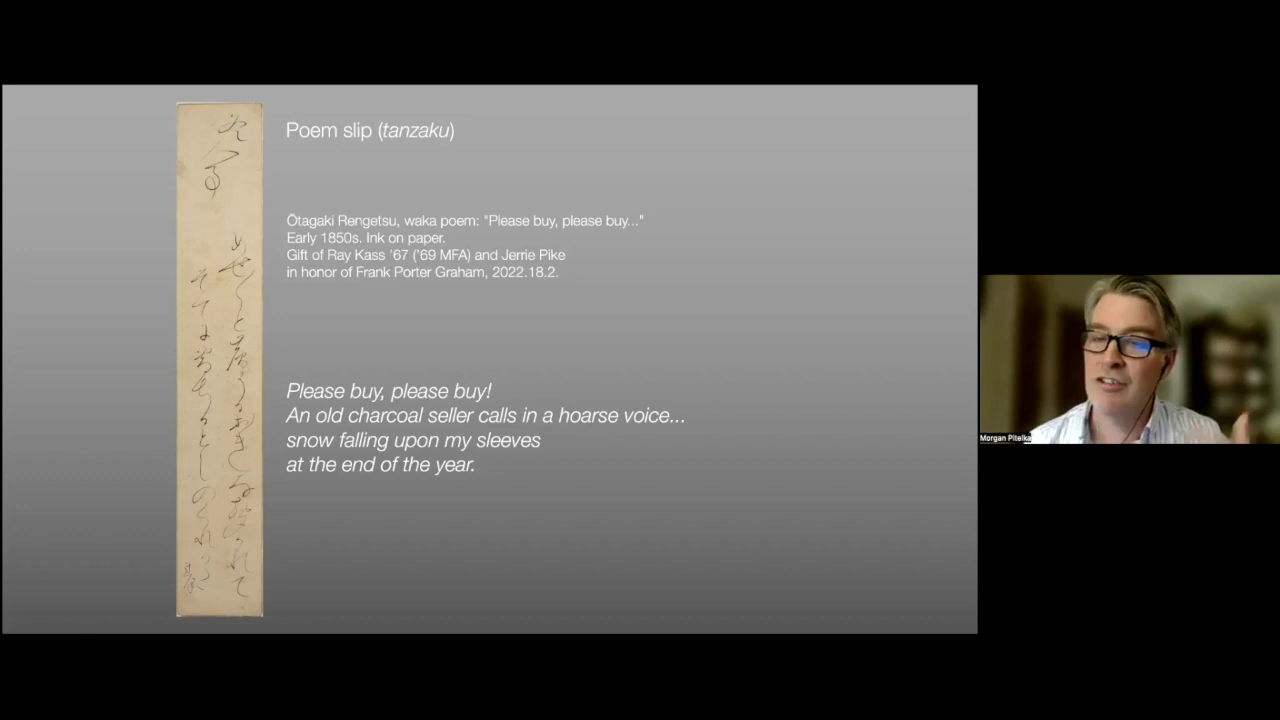 Poem slip (tanzaku)
Ōtagaki Rengetsu, waka poem: "Please buy, please buy..."
Early 1850s. Ink on paper.
Gift of Ray Kass '67 ('69 MFA) and Jerrie Pike
in honor of Frank Porter Graham, 2022.18.2.
Please buy, please buy!
An old charcoal seller calls in a hoarse voice...
snow falling upon my sleeves
at the end of the year.
Morgan Pitelka